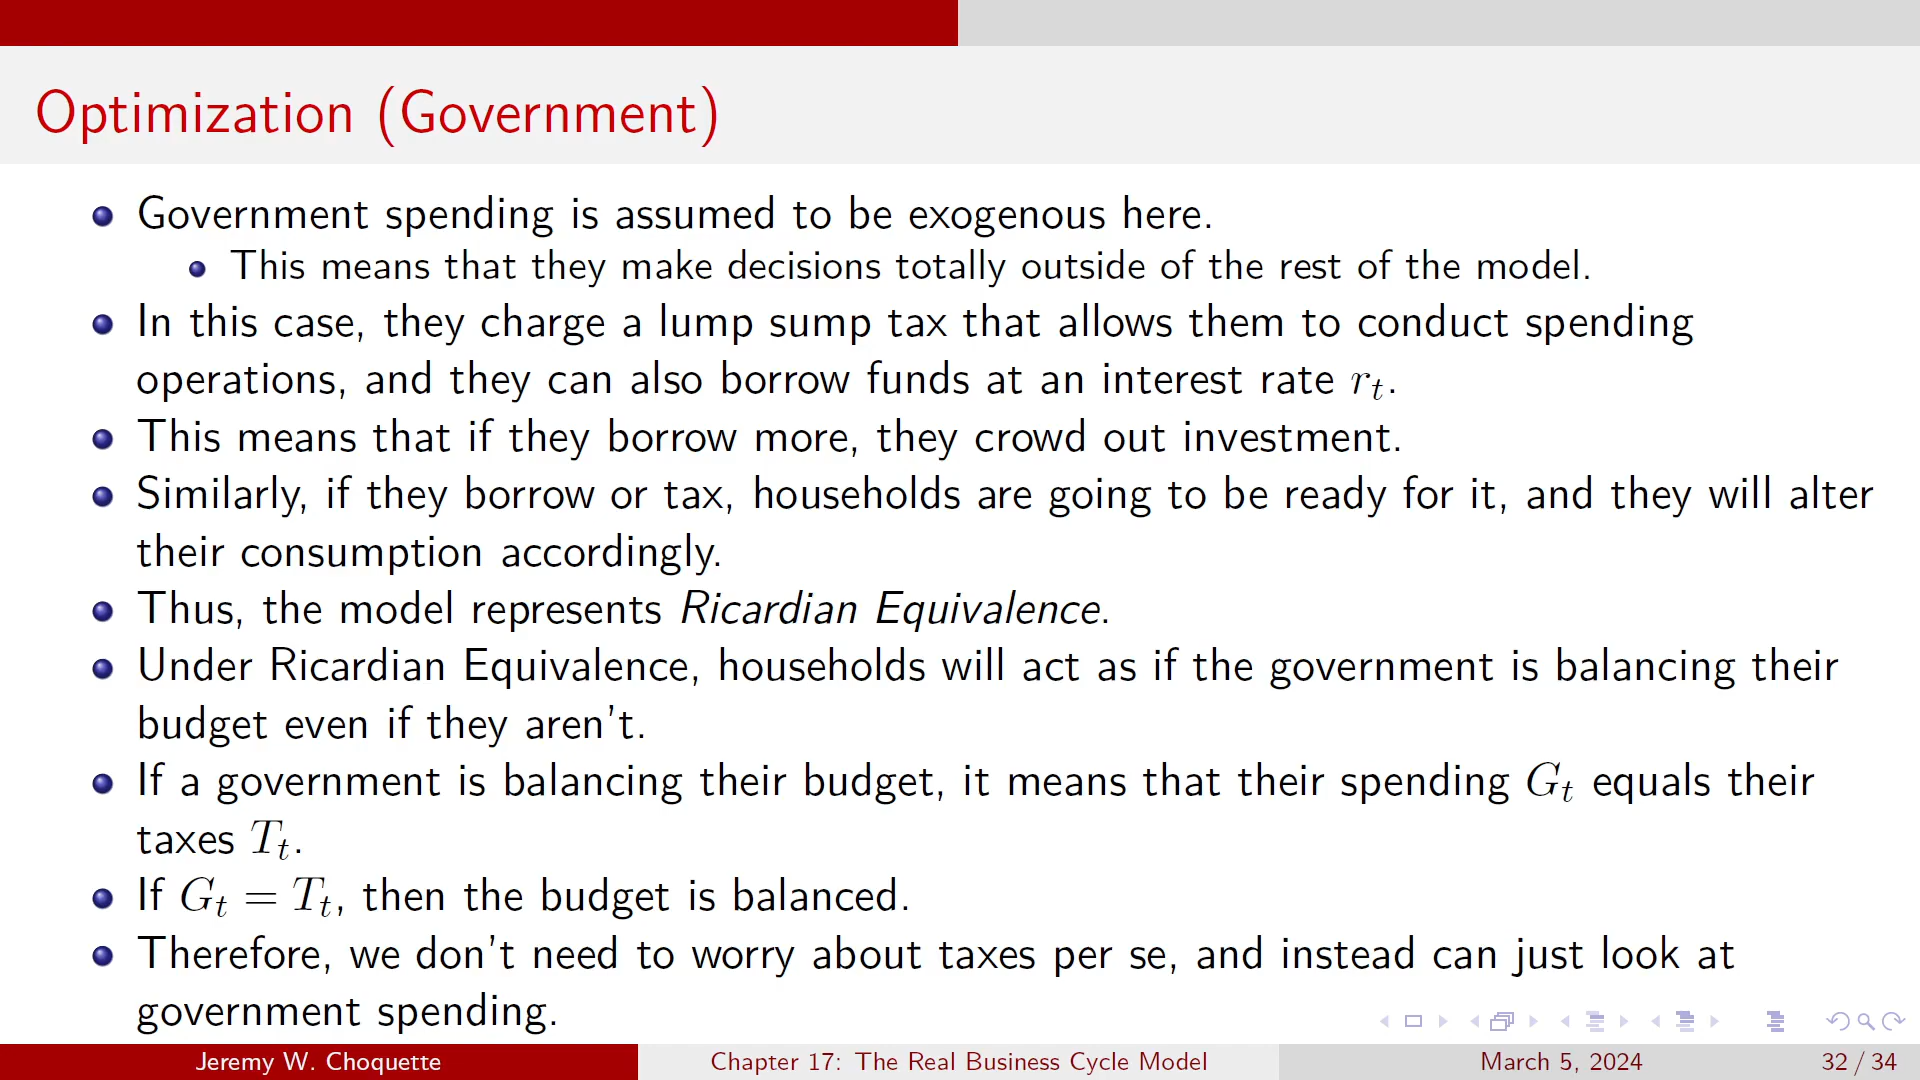 Optimization (Government)
Government spending is assumed to be exogenous here.
This means that they make decisions totally outside of the rest of the model.
In this case, they charge a lump sump tax that allows them to conduct spending
operations, and they can also borrow funds at an interest rate $r_t$.
This means that if they borrow more, they crowd out investment.
Similarly, if they borrow or tax, households are going to be ready for it, and they will alter
their consumption accordingly.
Thus, the model represents Ricardian Equivalence.
Under Ricardian Equivalence, households will act as if the government is balancing their
budget even if they aren't.
If a government is balancing their budget, it means that their spending $G_t$ equals their
taxes $T_t$.
If $G_t = T_t$, then the budget is balanced.
Therefore, we don't need to worry about taxes per se, and instead can just look at
government spending.
Jeremy W. Choquette
Chapter 17: The Real Business Cycle Model
March 5, 2024
32 / 34